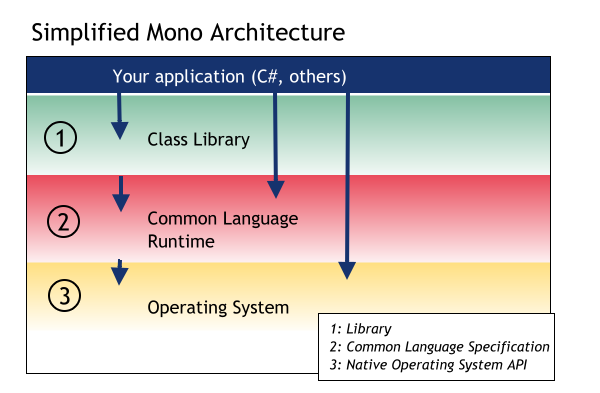 Simplified Mono Architecture
Your application (C#, others)
1
Class Library
2
Common Language
Runtime
3
Operating System
1: Library
2: Common Language Specification
3: Native Operating System API